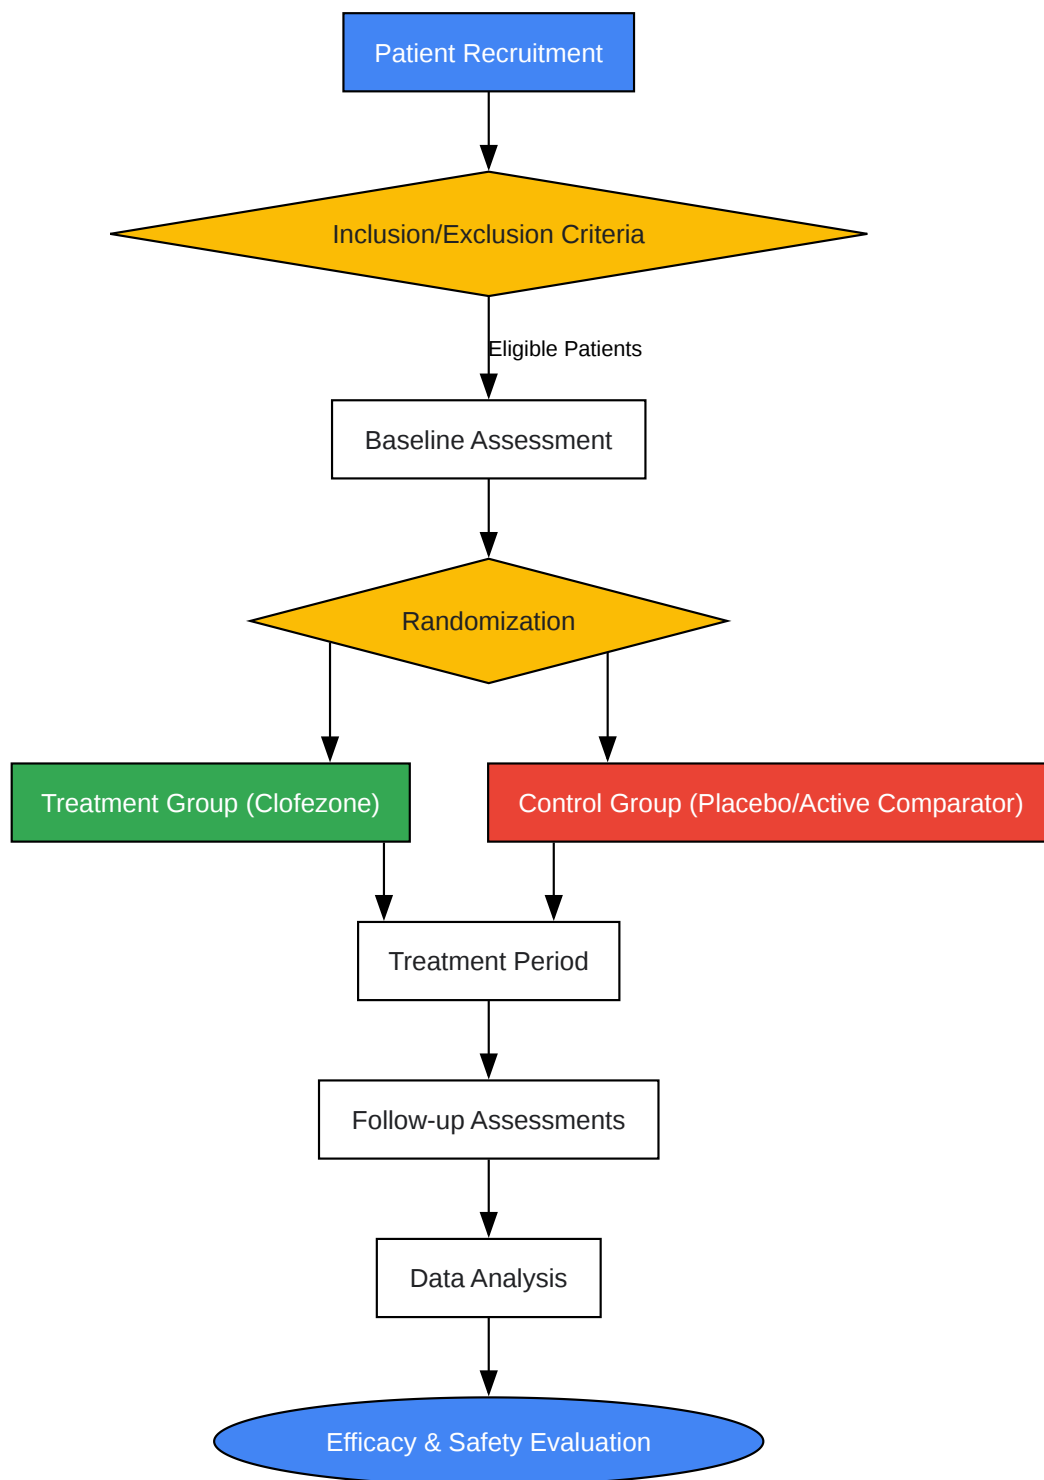 Patient Recruitment
Inclusion/Exclusion Criteria
Eligible Patients
Baseline Assessment
Randomization
Treatment Group (Clofezone)
Control Group (Placebo/Active Comparator)
Treatment Period
Follow-up Assessments
Data Analysis
Efficacy & Safety Evaluation